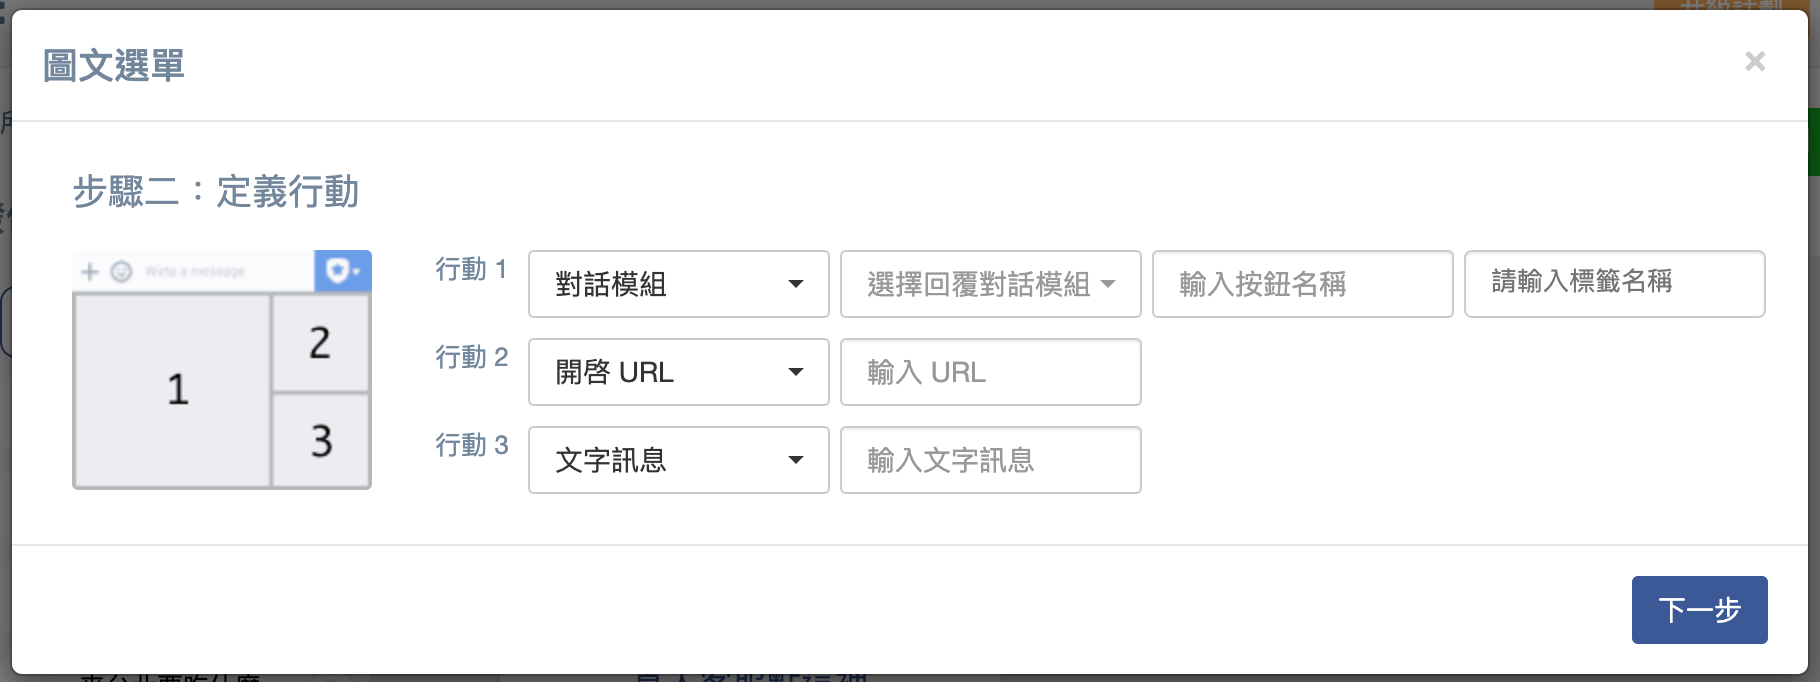 圖文選單
×
步驟二：定義行動
Write a message
1
2
3
行動 1
對話模組
選擇回覆對話模組
輸入按鈕名稱
請輸入標籤名稱
行動 2
開啓 URL
輸入 URL
行動 3
文字訊息
輸入文字訊息
下一步